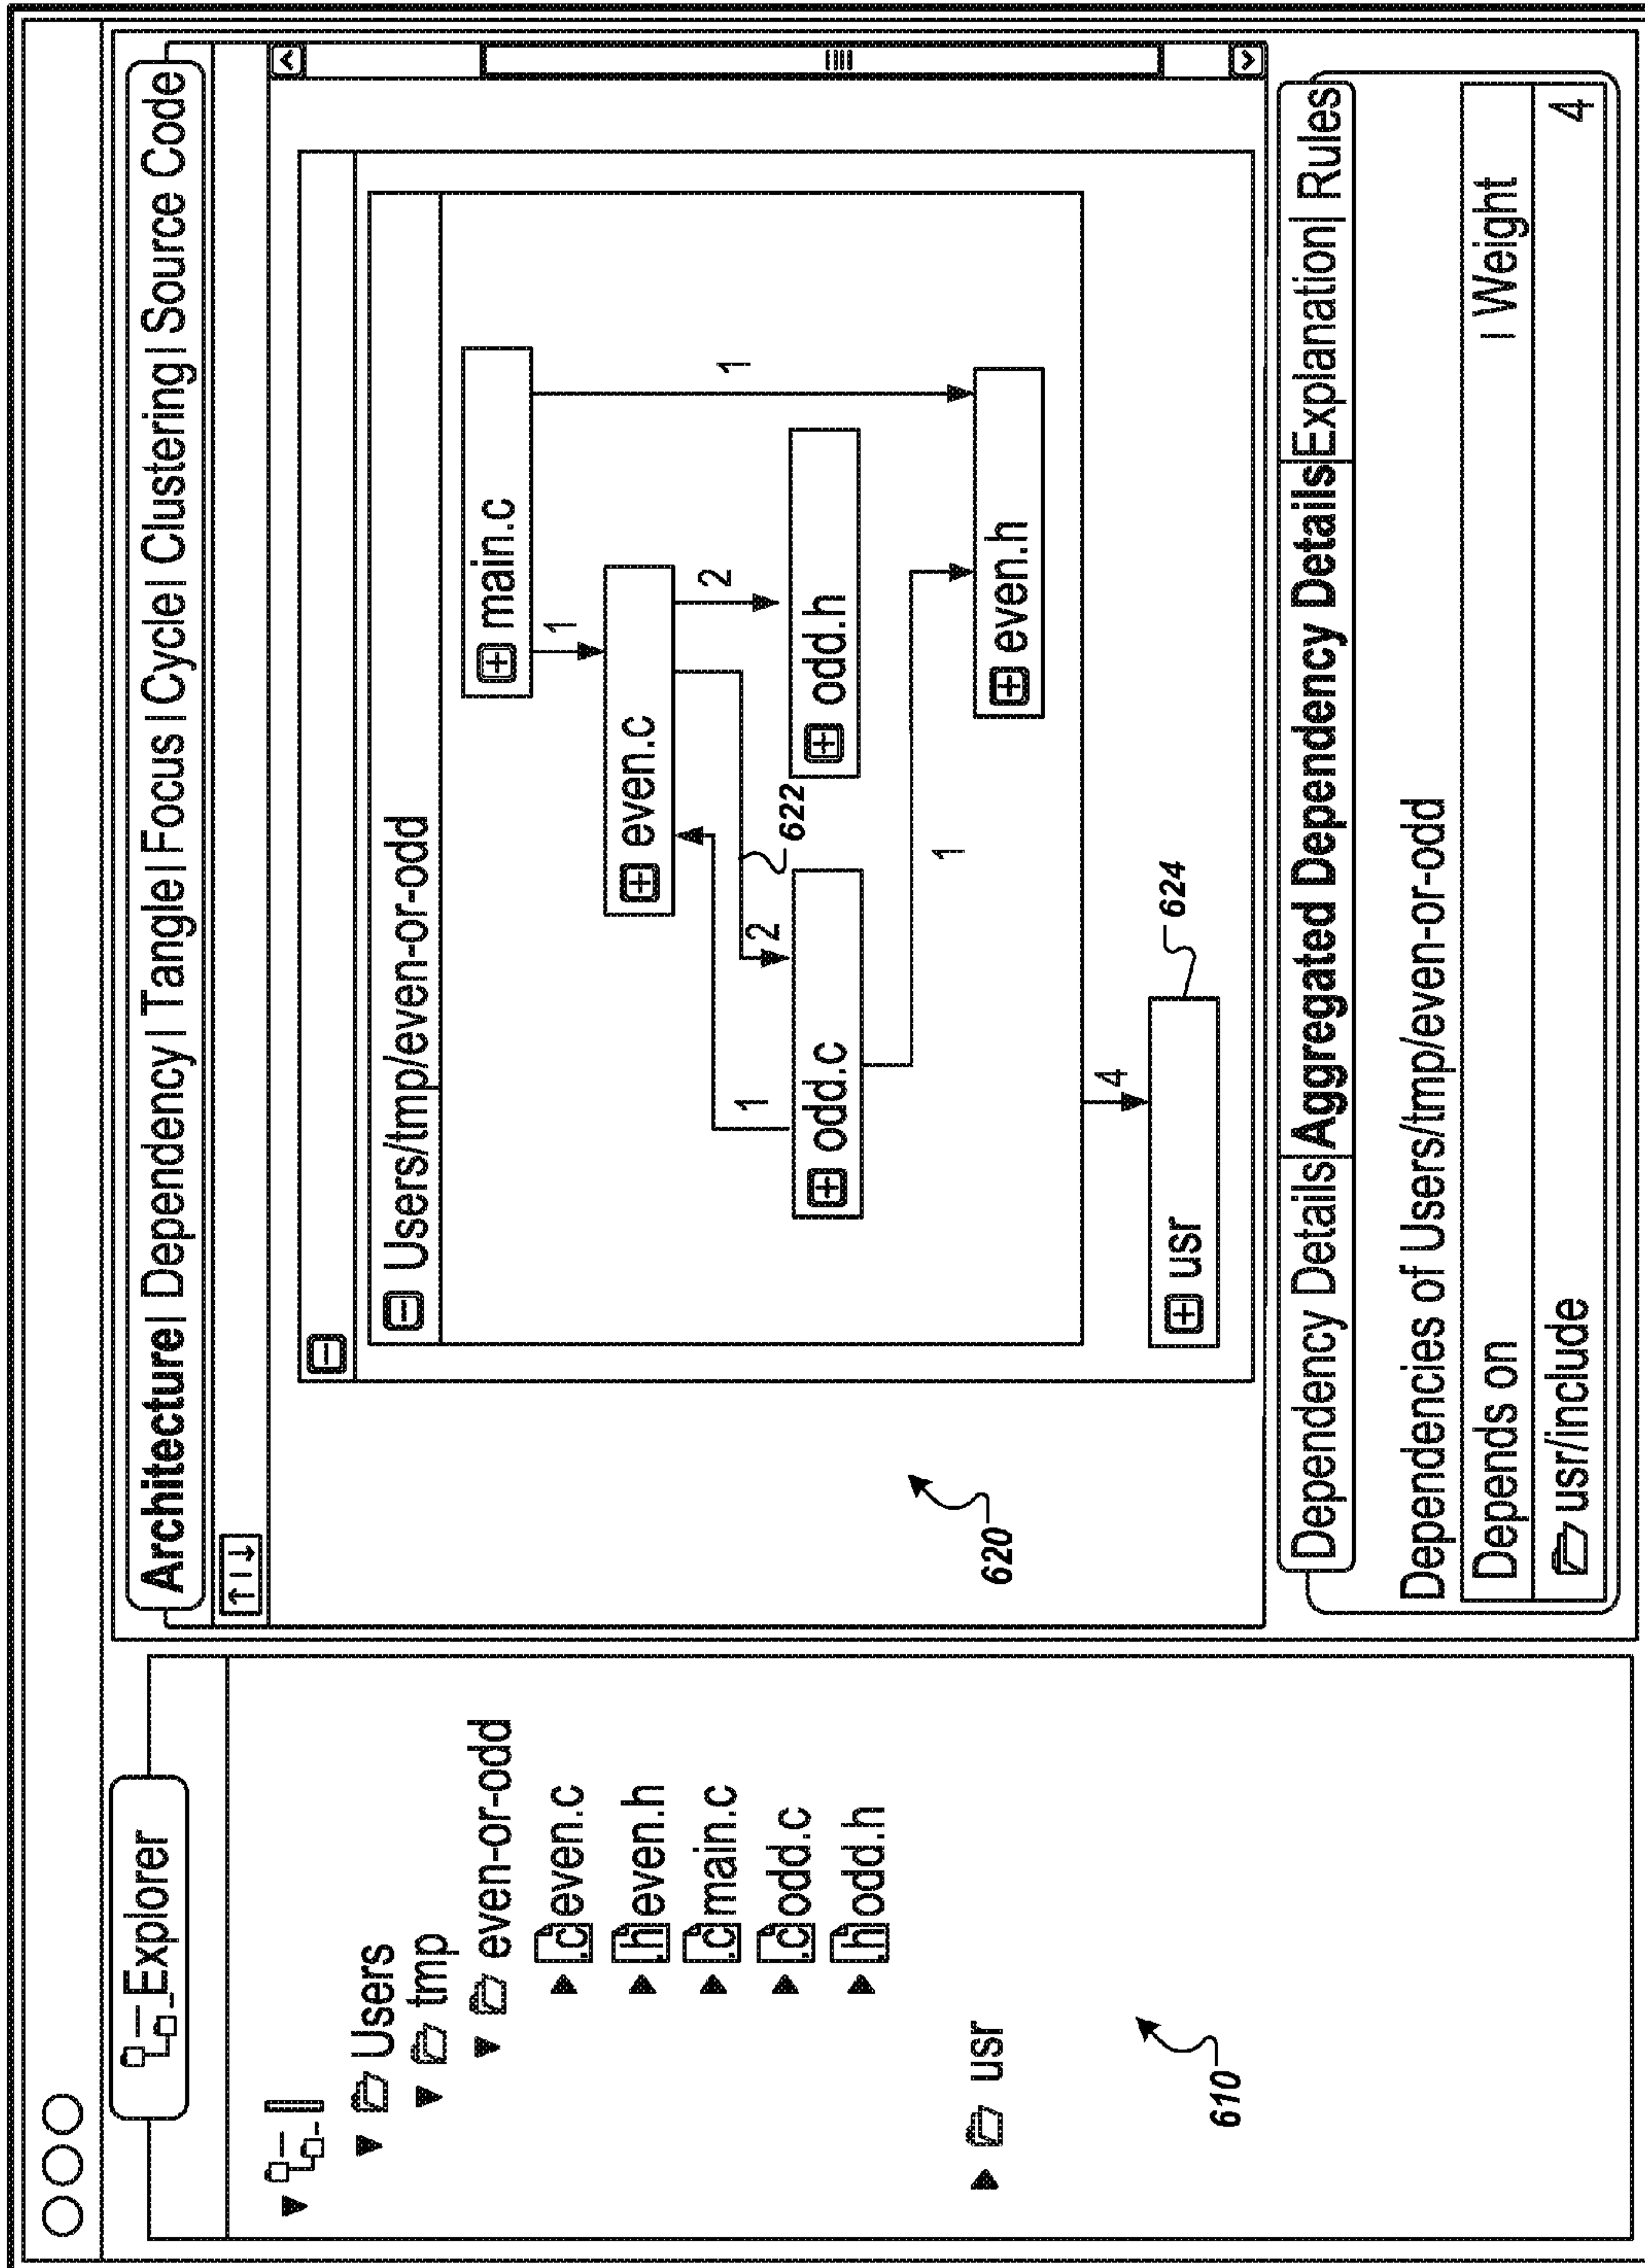 Explorer
Users
tmp
even-or-odd
.c even.c
.h even.h
.c main.c
.c odd.c
.h odd.h
usr
610
Architecture | Dependency | Tangle | Focus | Cycle | Clustering | Source Code
Users/tmp/even-or-odd
main.c
1
1
even.c
2
622
2
1
odd.h
odd.c
1
even.h
4
usr
624
620
Dependency Details | Aggregated Dependency Details | Explanation | Rules
Dependencies of Users/tmp/even-or-odd
Depends on | Weight
usr/include 4